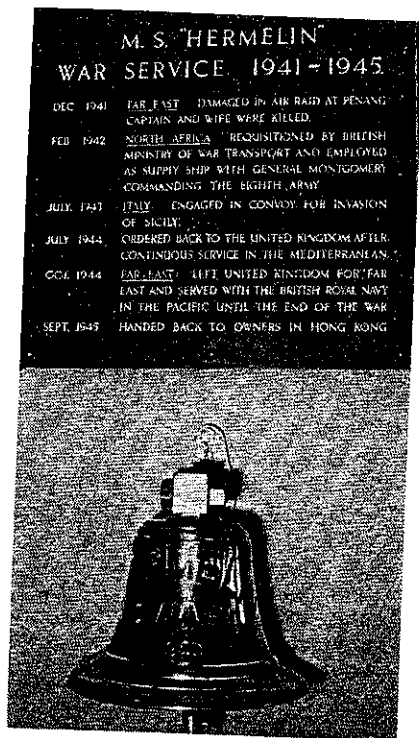 M.S. "HERMELIN"
WAR SERVICE 1941-1945
DEC 1941 FAR EAST DAMAGED IN AIR RAID AT PENANG
CAPTAIN AND WIFE WERE KILLED.
FEB 1942 NORTH AFRICA REQUISITIONED BY BRITISH
MINISTRY OF WAR TRANSPORT AND EMPLOYED
AS SUPPLY SHIP WITH GENERAL MONTGOMERY
COMMANDING THE EIGHTH ARMY
JULY 1943 ITALY ENGAGED IN CONVOY FOR INVASION
OF SICILY.
JULY 1944 ORDERED BACK TO THE UNITED KINGDOM AFTER
CONTINUOUS SERVICE IN THE MEDITERRANEAN
OCT. 1944 FAR EAST LEFT UNITED KINGDOM FOR FAR
EAST AND SERVED WITH THE BRITISH ROYAL NAVY
IN THE PACIFIC UNTIL THE END OF THE WAR
SEPT. 1945 HANDED BACK TO OWNERS IN HONG KONG